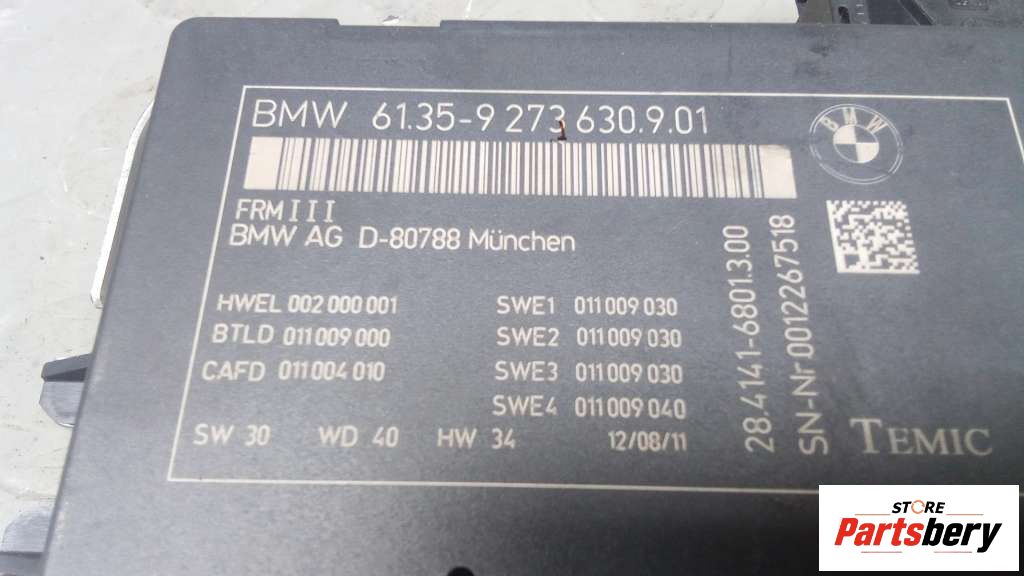 BMW 61.35-9 273 630.9.01
BMW
FRM III
BMW AG D-80788 München
HWEL 002 000 001
BTLD 011 009 000
CAFD 011 004 010
SWE1 011 009 030
SWE2 011 009 030
SWE3 011 009 030
SWE4 011 009 040
SW 30 WD 40 HW 34 12/08/11
28.4141-6801.3.00
SN-Nr 00122267518
TEMIC
STORE
Partsbery